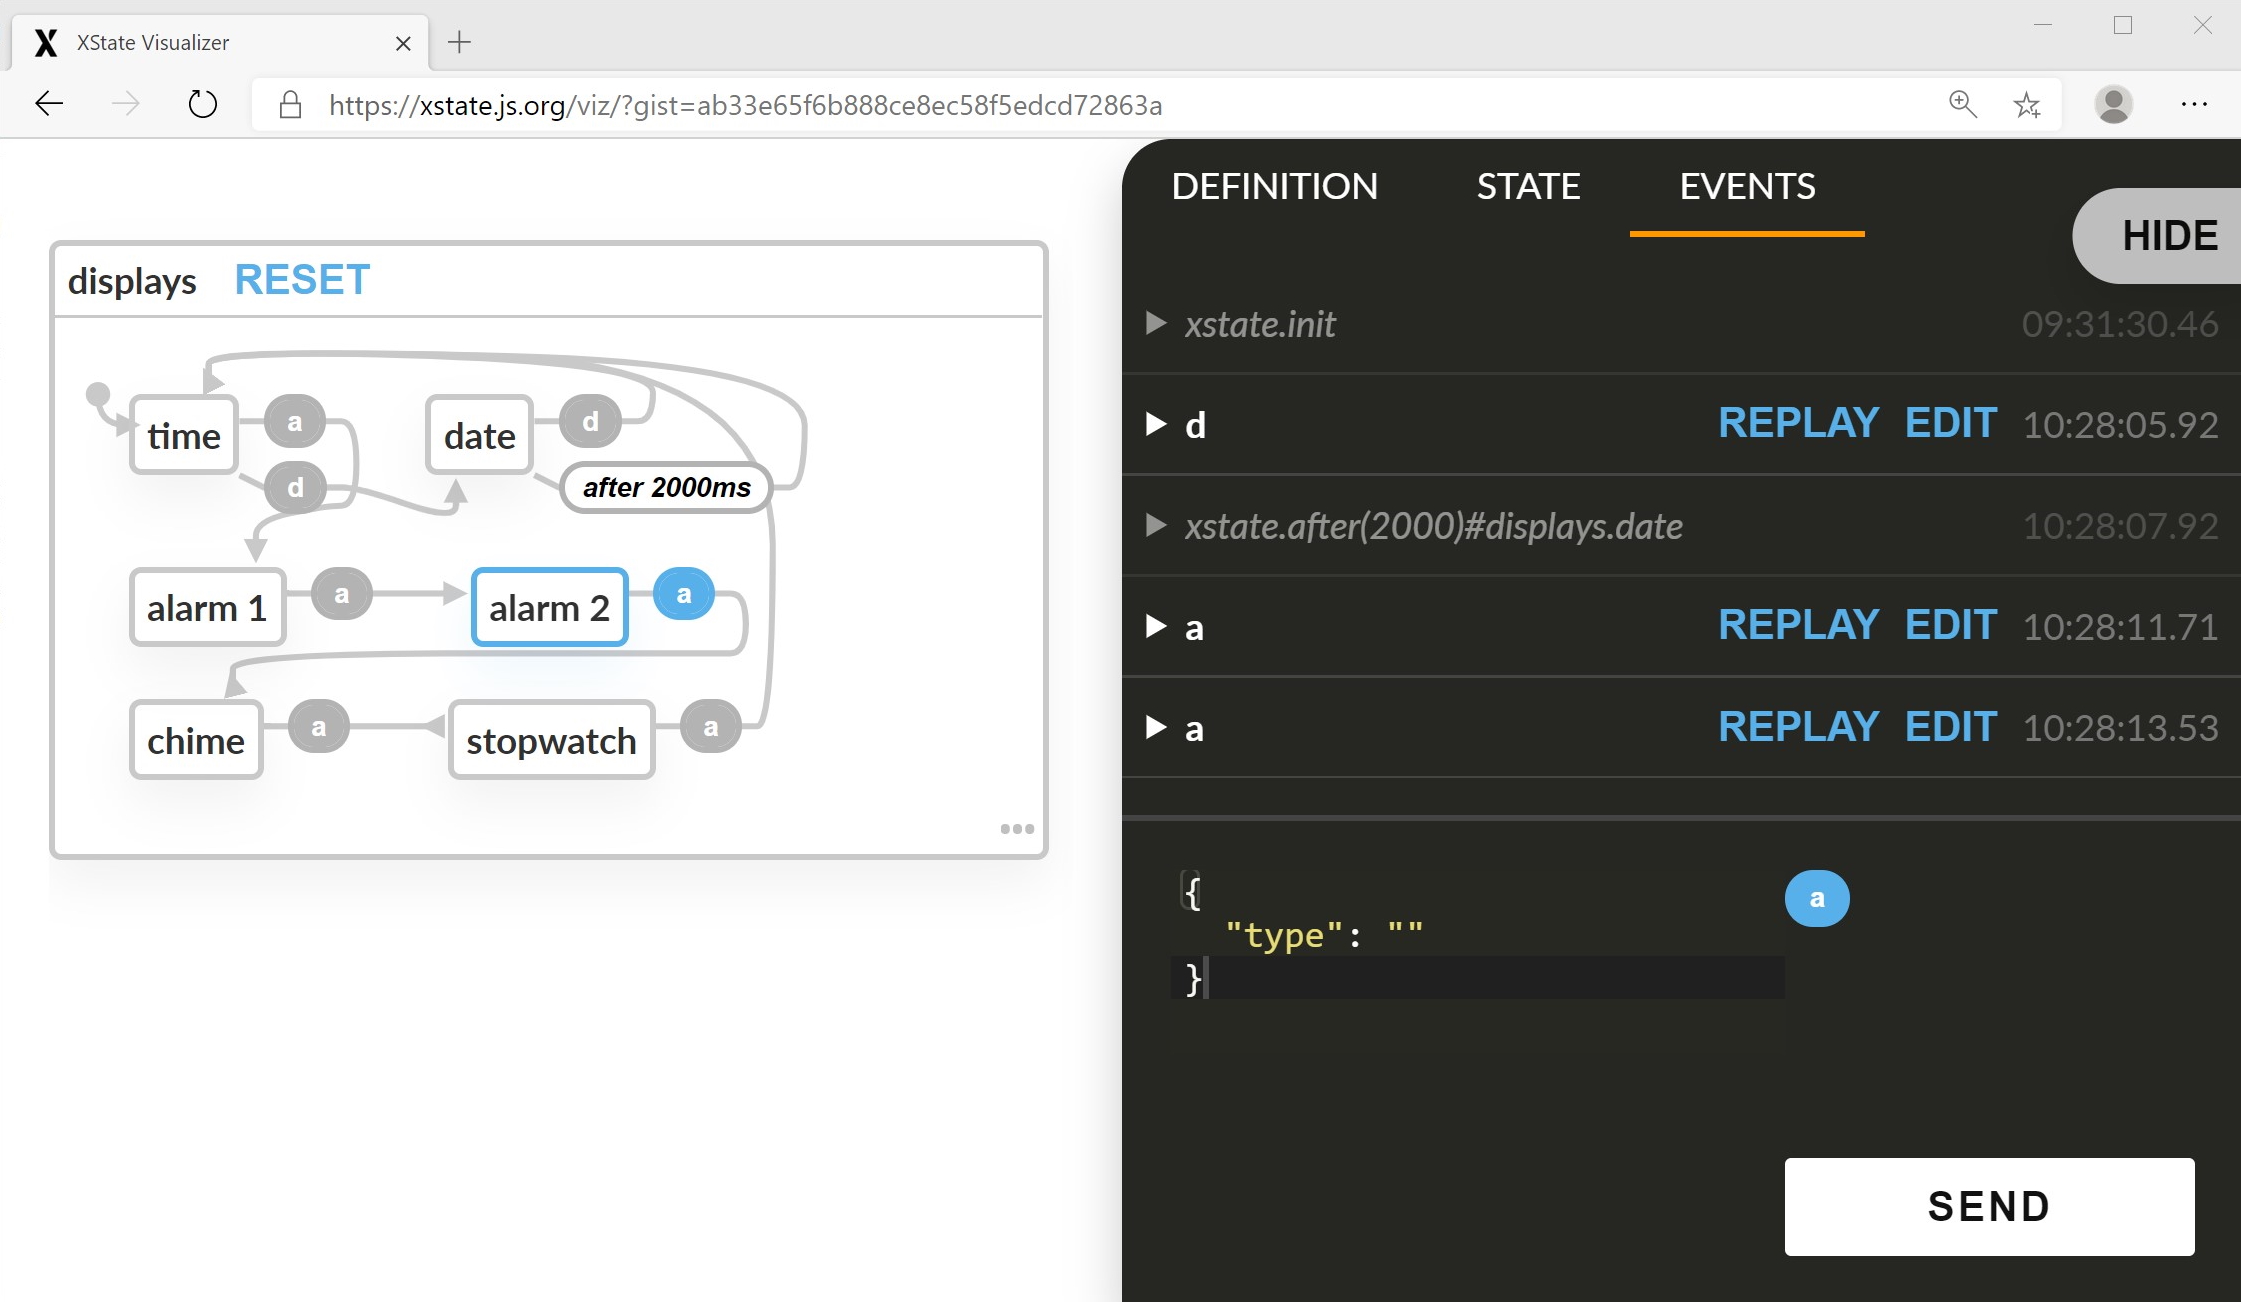 XState Visualizer
https://xstate.js.org/viz/?gist=ab33e65f6b888ce8ec58f5edcd72863a
DEFINITION STATE EVENTS
HIDE
displays RESET
time a
d
date d
after 2000ms
alarm 1 a
alarm 2 a
chime a
stopwatch a
xstate.init 09:31:30.46
d REPLAY EDIT 10:28:05.92
xstate.after(2000)#displays.date 10:28:07.92
a REPLAY EDIT 10:28:11.71
a REPLAY EDIT 10:28:13.53
{
"type": ""
}
a
SEND